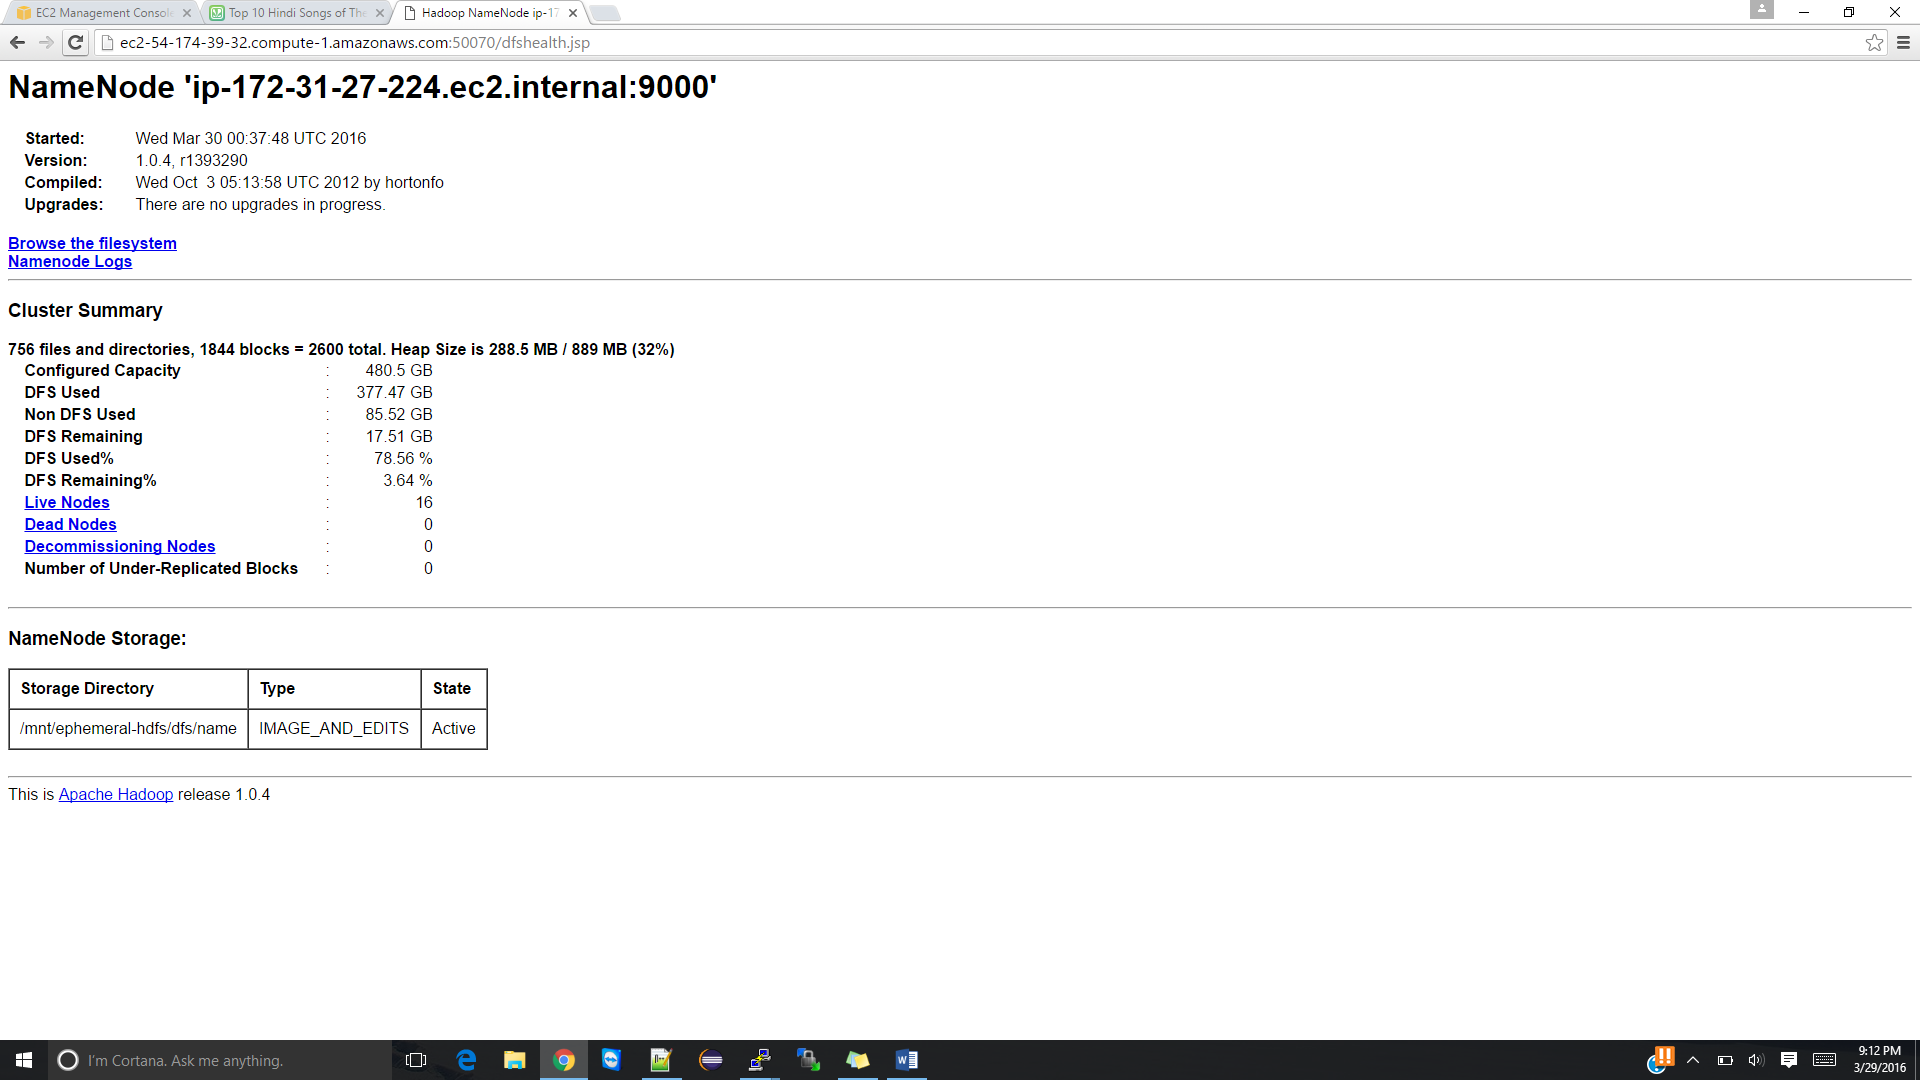 EC2 Management Consol
Top 10 Hindi Songs of The
Hadoop NameNode ip-17
ec2-54-174-39-32.compute-1.amazonaws.com:50070/dfshealth.jsp
NameNode 'ip-172-31-27-224.ec2.internal:9000'
Started: Wed Mar 30 00:37:48 UTC 2016
Version: 1.0.4, r1393290
Compiled: Wed Oct 3 05:13:58 UTC 2012 by hortonfo
Upgrades: There are no upgrades in progress.
Browse the filesystem
Namenode Logs
Cluster Summary
756 files and directories, 1844 blocks = 2600 total. Heap Size is 288.5 MB / 889 MB (32%)
Configured Capacity : 480.5 GB
DFS Used : 377.47 GB
Non DFS Used : 85.52 GB
DFS Remaining : 17.51 GB
DFS Used% : 78.56 %
DFS Remaining% : 3.64 %
Live Nodes : 16
Dead Nodes : 0
Decommissioning Nodes : 0
Number of Under-Replicated Blocks : 0
NameNode Storage:
Storage Directory Type State
/mnt/ephemeral-hdfs/dfs/name IMAGE_AND_EDITS Active
This is Apache Hadoop release 1.0.4
I'm Cortana. Ask me anything.
9:12 PM
3/29/2016